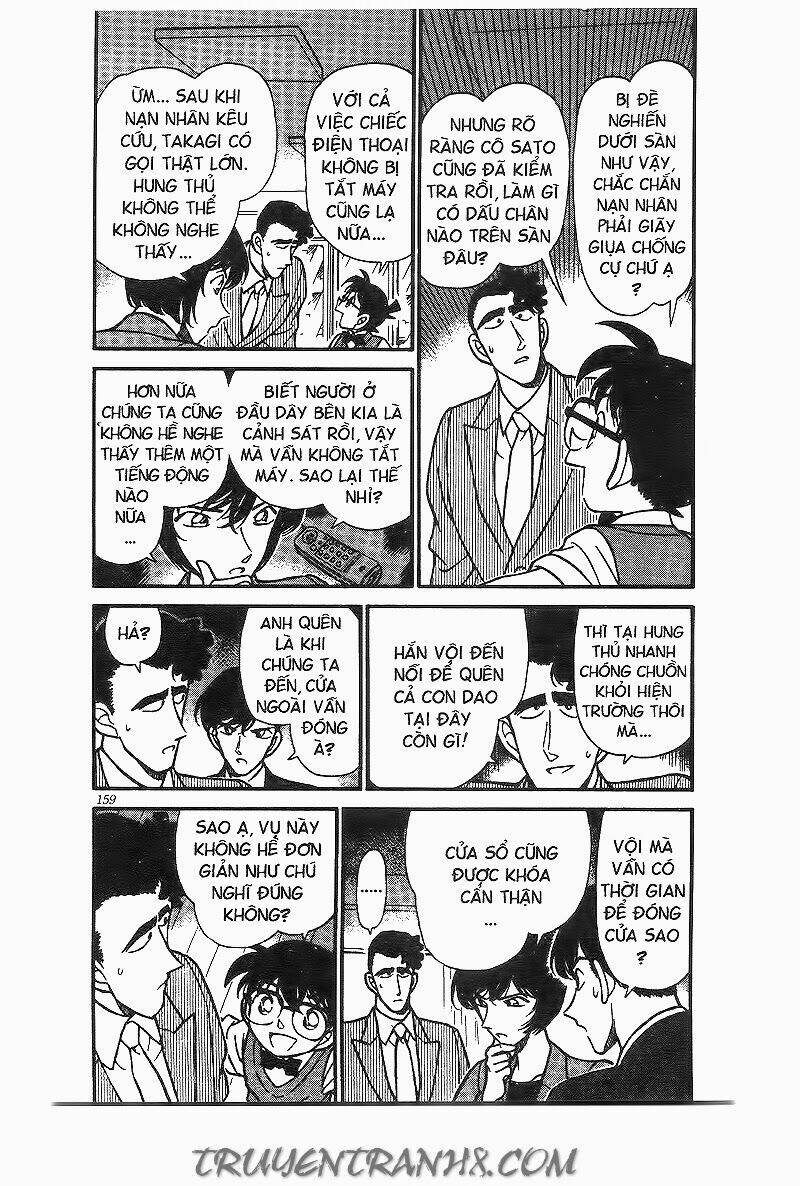 BỊ ĐÈ
NGHIẾN
DƯỚI SÀN
NHƯ VẬY,
CHẮC CHẮN
NẠN NHÂN
PHẢI GIÃY
GIỤA CHỐNG
CỰ CHỨ Ạ
?
NHƯNG RÕ
RÀNG CÔ SATO
CŨNG ĐÃ KIỂM
TRA RỒI, LÀM GÌ
CÓ DẤU CHÂN
NÀO TRÊN SÀN
ĐÂU?
VỚI CẢ
VIỆC CHIẾC
ĐIỆN THOẠI
KHÔNG BỊ
TẮT MÁY
CŨNG LẠ
NỮA...
ỪM... SAU KHI
NẠN NHÂN KÊU
CỨU, TAKAGI CÓ
GỌI THẬT LỚN.
HUNG THỦ
KHÔNG THỂ
KHÔNG NGHE
THẤY...
BIẾT NGƯỜI Ở
ĐẦU DÂY BÊN KIA LÀ
CẢNH SÁT RỒI, VẬY
MÀ VẪN KHÔNG TẮT
MÁY. SAO LẠI THẾ
NHỈ?
HƠN NỮA
CHÚNG TA CŨNG
KHÔNG HỀ NGHE
THẤY THÊM MỘT
TIẾNG ĐỘNG
NÀO
NỮA
...
THÌ TẠI HUNG
THỦ NHANH
CHÓNG CHUỒN
KHỎI HIỆN
TRƯỜNG THÔI
MÀ...
HẮN VỘI ĐẾN
NỖI ĐỂ QUÊN
CẢ CON DAO
TẠI ĐÂY
CÒN GÌ!
ANH QUÊN
LÀ KHI
CHÚNG TA
ĐẾN, CỬA
NGOÀI VẪN
ĐÓNG
À?
HẢ?
159
VỘI MÀ
VẪN CÓ
THỜI GIAN
ĐỂ ĐÓNG
CỬA SAO
?
CỬA SỔ CŨNG
ĐƯỢC KHÓA
CẨN THẬN
...
.....
SAO Ạ, VỤ NÀY
KHÔNG HỀ ĐƠN
GIẢN NHƯ CHÚ
NGHĨ ĐÚNG
KHÔNG?
TRUYENTRANH8.COM